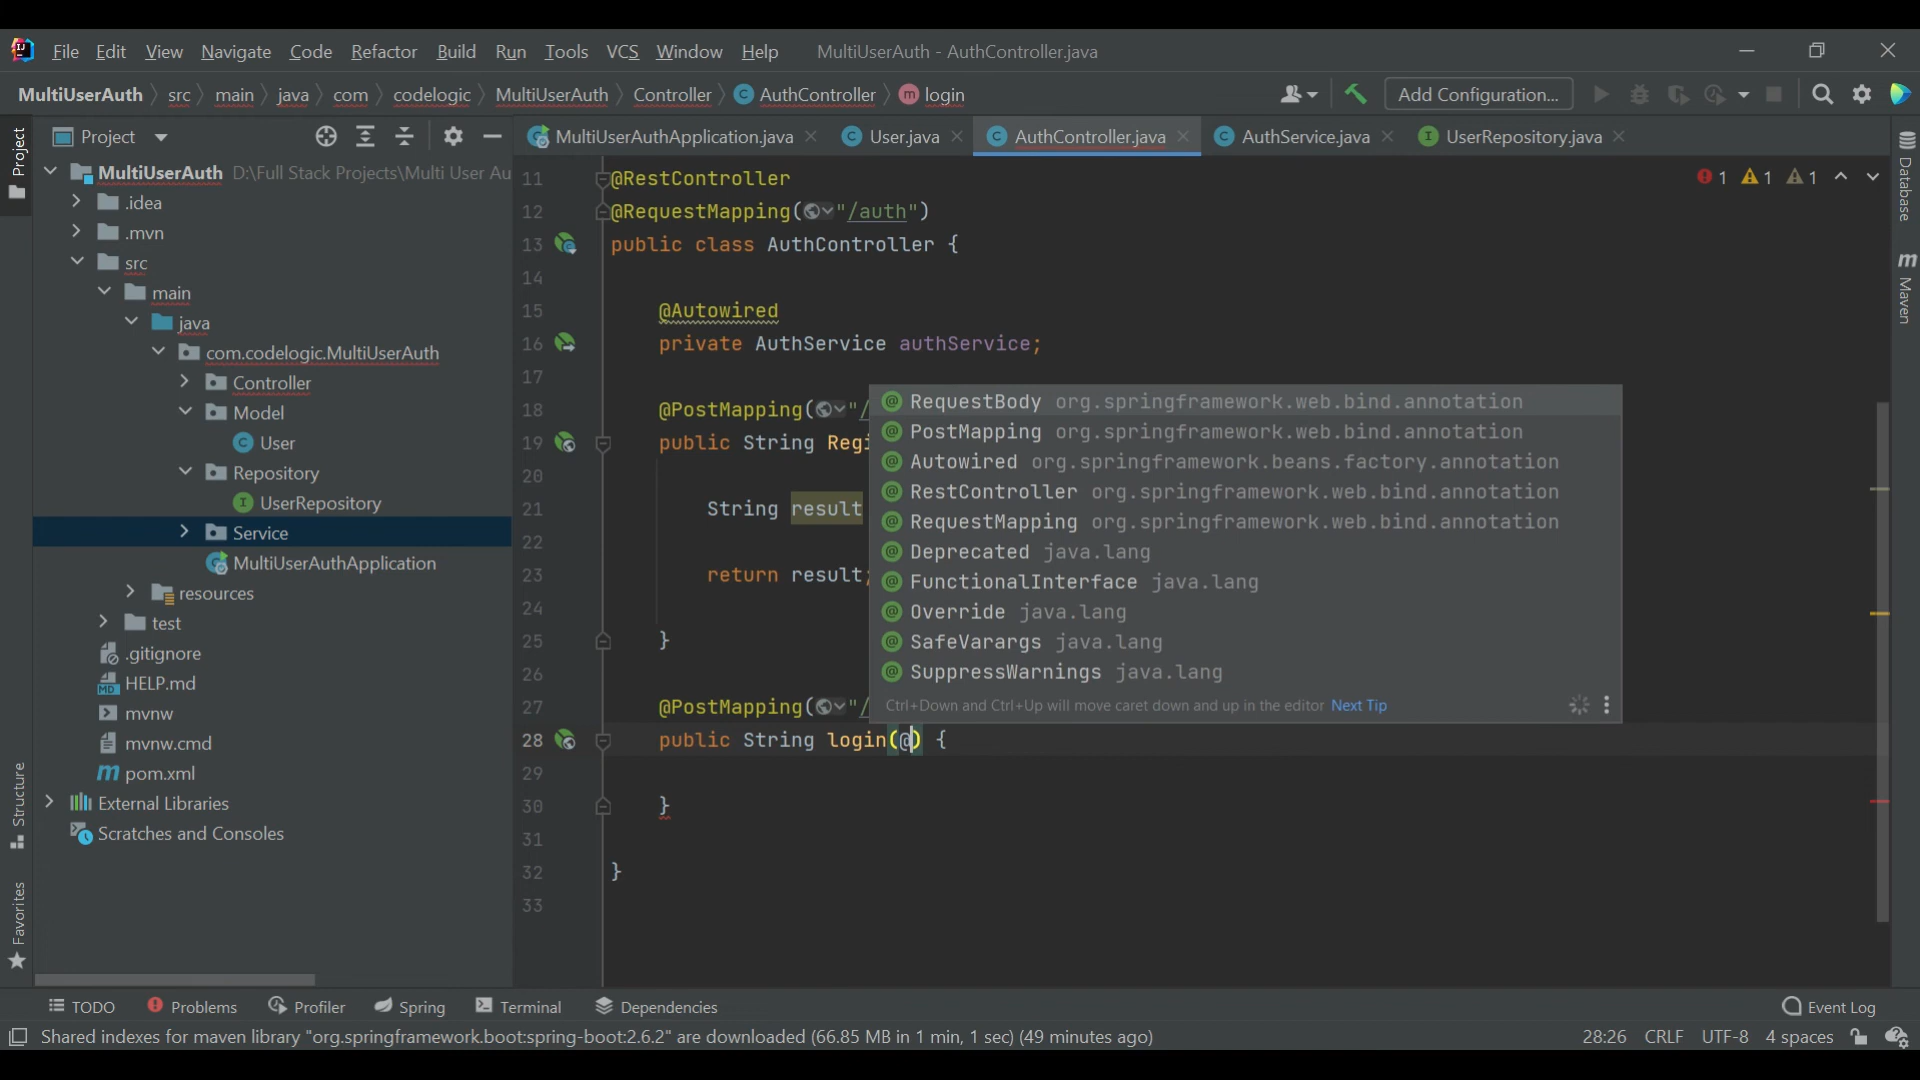 File Edit View Navigate Code Refactor Build Run Tools VCS Window Help MultiUserAuth - AuthController.java
MultiUserAuth src main java com codelogic MultiUserAuth Controller AuthController login Add Configuration...
Project
MultiUserAuthApplication.java User.java AuthController.java AuthService.java UserRepository.java
Project
MultiUserAuth D:\Full Stack Projects\Multi User Au
.idea
.mvn
src
main
java
com.codelogic.MultiUserAuth
Controller
Model
User
Repository
UserRepository
Service
MultiUserAuthApplication
resources
test
.gitignore
HELP.md
mvnw
mvnw.cmd
pom.xml
External Libraries
Scratches and Consoles
Structure
Favorites
1 1 1
11 @RestController
12 @RequestMapping("/auth")
13 public class AuthController {
14
15 @Autowired
16 private AuthService authService;
17
18 @PostMapping("/
19 public String Regi
20
21 String result
22
23 return result;
24
25 }
26
27 @PostMapping("/
28 public String login(@) {
29
30 }
31
32 }
33
RequestBody org.springframework.web.bind.annotation
PostMapping org.springframework.web.bind.annotation
Autowired org.springframework.beans.factory.annotation
RestController org.springframework.web.bind.annotation
RequestMapping org.springframework.web.bind.annotation
Deprecated java.lang
FunctionalInterface java.lang
Override java.lang
SafeVarargs java.lang
SuppressWarnings java.lang
Ctrl+Down and Ctrl+Up will move caret down and up in the editor Next Tip
Database
m Maven
TODO Problems Profiler Spring Terminal Dependencies Event Log
Shared indexes for maven library "org.springframework.boot:spring-boot:2.6.2" are downloaded (66.85 MB in 1 min, 1 sec) (49 minutes ago) 28:26 CRLF UTF-8 4 spaces